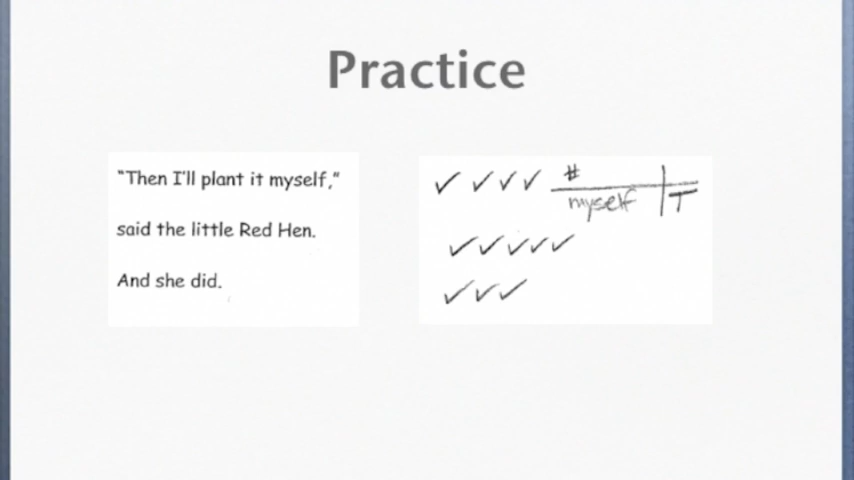 Practice
“Then I'll plant it myself,”
said the little Red Hen.
And she did.
✓ ✓ ✓ ✓ #
myself T
✓ ✓ ✓ ✓ ✓
✓ ✓ ✓